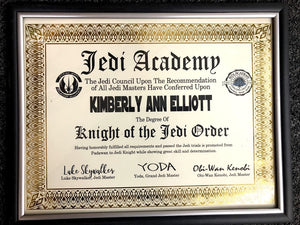 Jedi Academy
The Jedi Council Upon The Recommendation
of All Jedi Masters Have Conferred Upon
KIMBERLY ANN ELLIOTT
The Degree Of
Knight of the Jedi Order
Having honorably fulfilled all requirements and passed the Jedi trials is promoted from
Padawan to Jedi Knight while showing great skill and determination.
Luke Skywalker YODA Obi-Wan Kenobi
Luke Skywalker, Jedi Master Yoda, Grand Jedi Master Obi-Wan Kenobi, Jedi Master